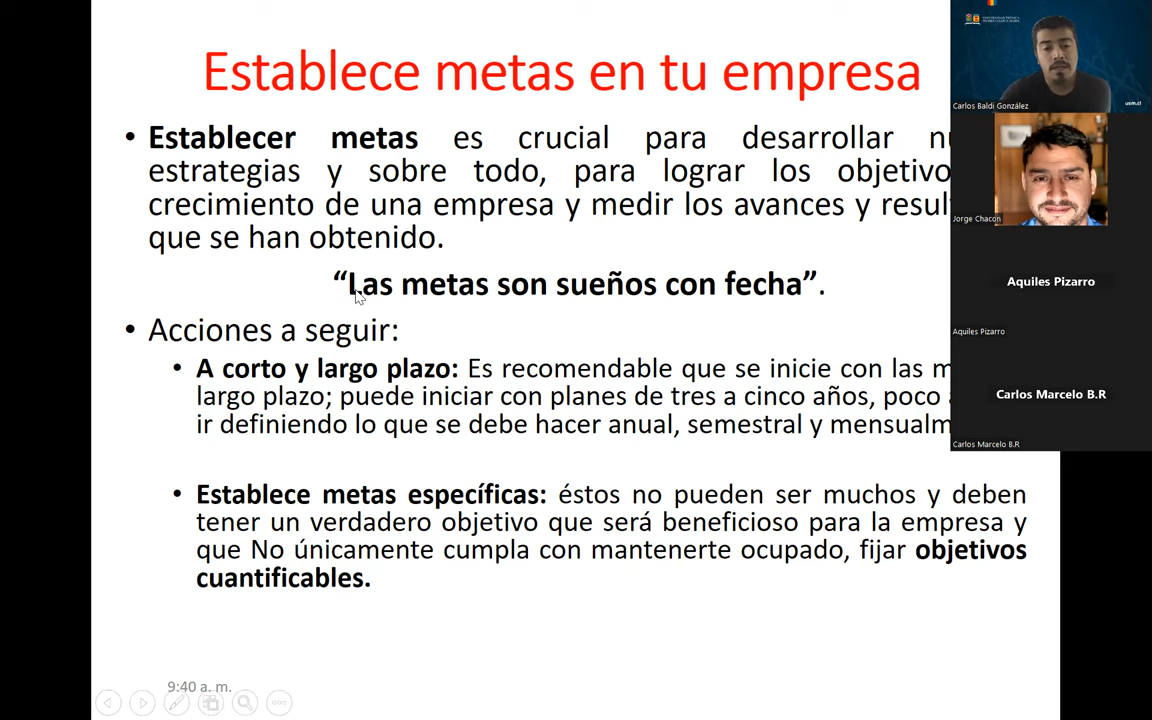 Establece metas en tu empresa
• Establecer metas es crucial para desarrollar
estrategias y sobre todo, para lograr los
crecimiento de una empresa y medir los avances y
que se han obtenido.
“Las metas son sueños con fecha”.
• Acciones a seguir:
• A corto y largo plazo: Es recomendable que se inicie con las
largo plazo; puede iniciar con planes de tres a cinco años, poco
ir definiendo lo que se debe hacer anual, semestral y
• Establece metas específicas: éstos no pueden ser muchos y deben
tener un verdadero objetivo que será beneficioso para la empresa y
que No únicamente cumpla con mantenerte ocupado, fijar objetivos
cuantificables.
9:40 a. m.
usm.cl
Carlos Baldi González
Jorge Chacon
Aquiles Pizarro
Aquiles Pizarro
Carlos Marcelo B.R
Carlos Marcelo B.R